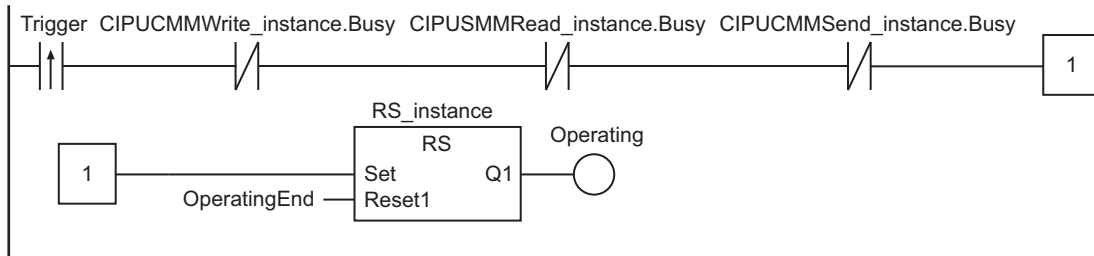 Trigger CIPUCMMWrite_instance.Busy CIPUSMMRead_instance.Busy CIPUCMMSend_instance.Busy
1
RS_instance
RS
Operating
1
Set Q1
OperatingEnd Reset1